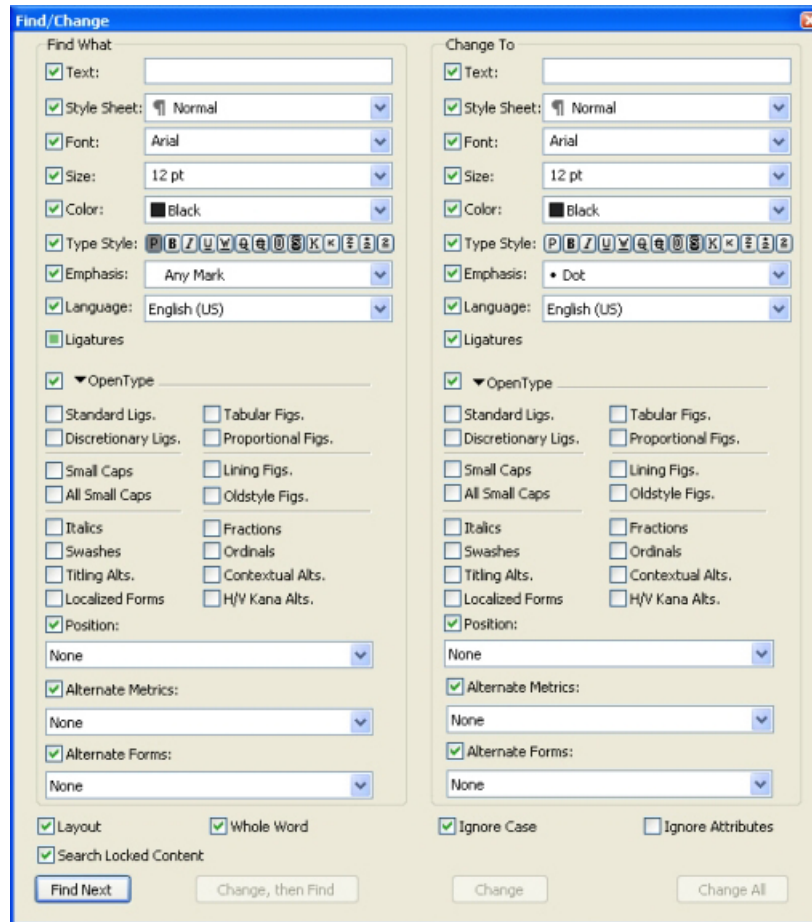 Find/Change
Find What
Text:
Style Sheet: ¶ Normal
Font: Arial
Size: 12 pt
Color: Black
Type Style: P B I U W Q Q O S K K 2 2 2
Emphasis: Any Mark
Language: English (US)
Ligatures
OpenType
Standard Ligs. Tabular Figs.
Discretionary Ligs. Proportional Figs.
Small Caps Lining Figs.
All Small Caps Oldstyle Figs.
Italics Fractions
Swashes Ordinals
Titling Alts. Contextual Alts.
Localized Forms H/V Kana Alts.
Position:
None
Alternate Metrics:
None
Alternate Forms:
None
Change To
Text:
Style Sheet: ¶ Normal
Font: Arial
Size: 12 pt
Color: Black
Type Style: P B I U W Q Q O S K K 2 2 2
Emphasis: • Dot
Language: English (US)
Ligatures
OpenType
Standard Ligs. Tabular Figs.
Discretionary Ligs. Proportional Figs.
Small Caps Lining Figs.
All Small Caps Oldstyle Figs.
Italics Fractions
Swashes Ordinals
Titling Alts. Contextual Alts.
Localized Forms H/V Kana Alts.
Position:
None
Alternate Metrics:
None
Alternate Forms:
None
Layout Whole Word Ignore Case Ignore Attributes
Search Locked Content
Find Next Change, then Find Change Change All